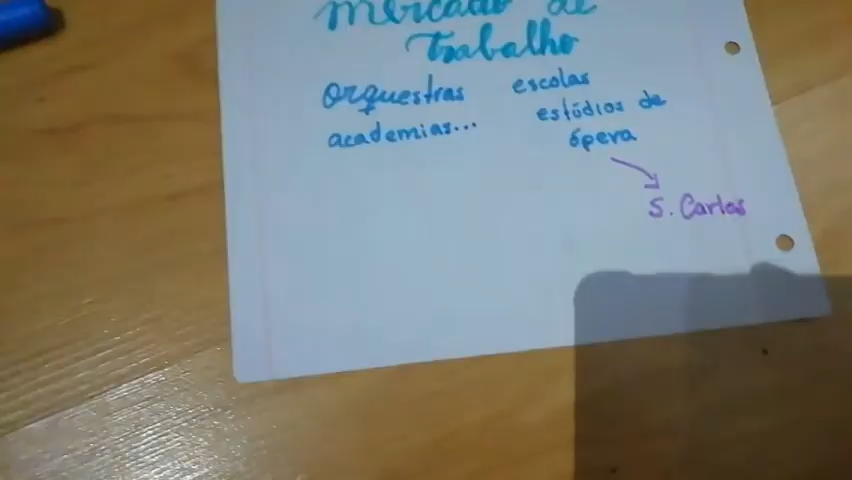 mercado de
Trabalho
orquestras
academias...
escolas
estúdios de
ópera
S. Carlos